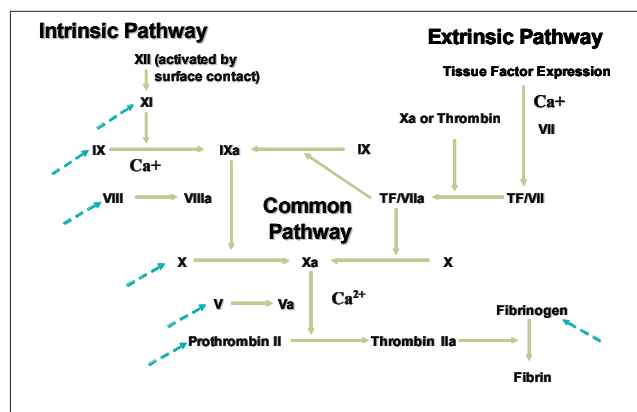 Intrinsic Pathway
Extrinsic Pathway
XII (activated by
surface contact)
Tissue Factor Expression
XI
Ca+
Xa or Thrombin
VII
IX
IXa
IX
Ca+
VIII
VIIIa
TF/VIIa
TF/VII
Common
Pathway
X
Xa
X
Ca2+
V
Va
Fibrinogen
Prothrombin II
Thrombin IIa
Fibrin